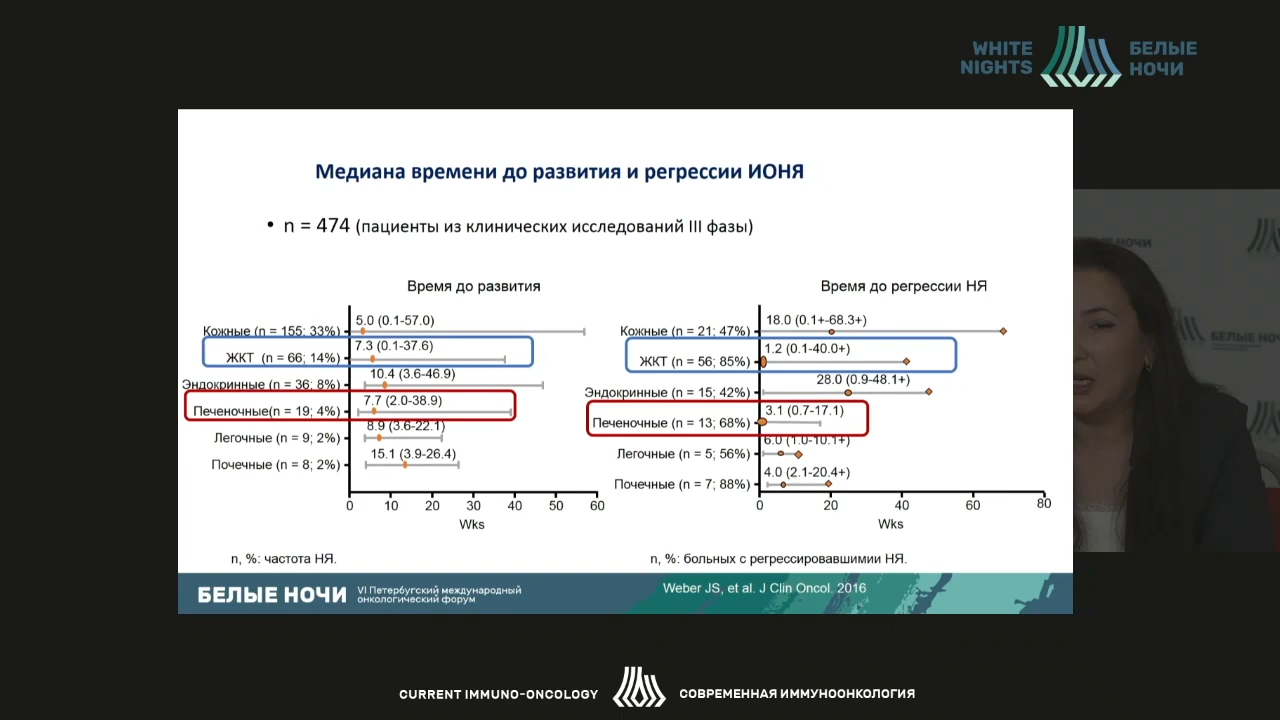 WHITE
NIGHTS
БЕЛЫЕ
НОЧИ
Медиана времени до развития и регрессии ИОНЯ
• n = 474 (пациенты из клинических исследований III фазы)
Время до развития
Кожные (n = 155; 33%)
5.0 (0.1-57.0)
ЖКТ (n = 66; 14%)
7.3 (0.1-37.6)
Эндокринные (n = 36; 8%)
10.4 (3.6-46.9)
Печеночные(n = 19; 4%)
7.7 (2.0-38.9)
Легочные (n = 9; 2%)
8.9 (3.6-22.1)
Почечные (n = 8; 2%)
15.1 (3.9-26.4)
0 10 20 30 40 50 60
Wks
n, %: частота НЯ.
Время до регрессии НЯ
Кожные (n = 21; 47%)
18.0 (0.1+-68.3+)
ЖКТ (n = 56; 85%)
1.2 (0.1-40.0+)
Эндокринные (n = 15; 42%)
28.0 (0.9-48.1+)
Печеночные (n = 13; 68%)
3.1 (0.7-17.1)
Легочные (n = 5; 56%)
6.0 (1.0-10.1+)
Почечные (n = 7; 88%)
4.0 (2.1-20.4+)
0 20 40 60 80
Wks
n, %: больных с регрессировавшимии НЯ.
БЕЛЫЕ НОЧИ
VI Петербургский международный
онкологический форум
Weber JS, et al. J Clin Oncol. 2016
ЫЕ НОЧИ
БЕЛЫЕ НО
CURRENT IMMUNO-ONCOLOGY
СОВРЕМЕННАЯ ИММУНООНКОЛОГИЯ